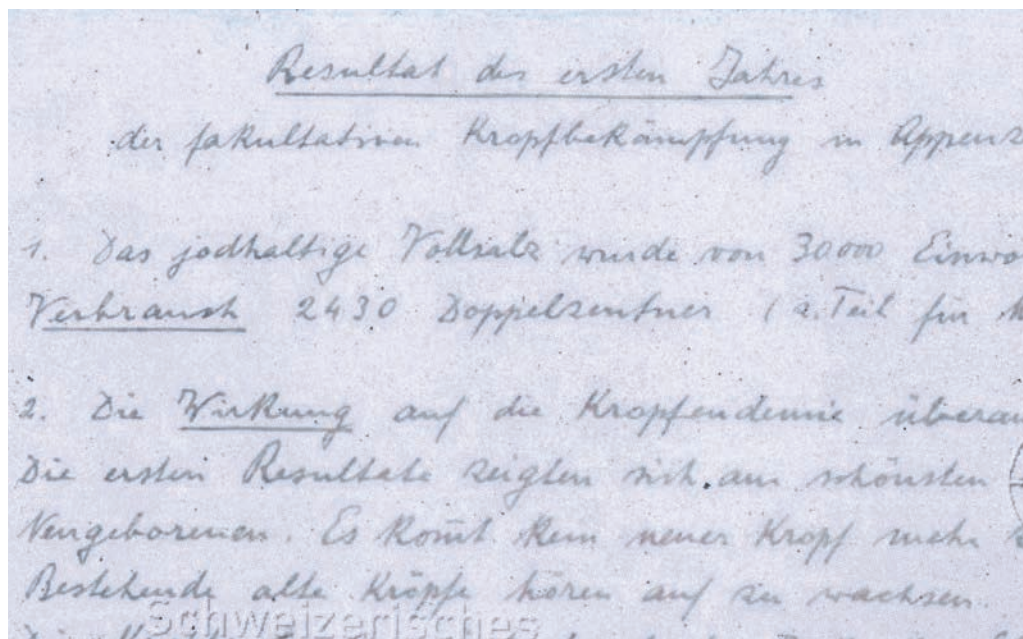 Resultat des ersten Jahres
der fakultativen Kropfbekämpfung in Appenz
1. Das jodhaltige Vollsalz wurde von 30000 Einwo
Verbrauch 2430 Doppelzentner ( z. Teil für
2. Die Wirkung auf die Kropfendemie überau
Die ersten Resultate zeigten sich am schönsten
Neugeborenen. Es kom̄t kein neuer Kropf mehr
Bestehende alte Kröpfe hören auf zu wachsen.
Schweizerisches